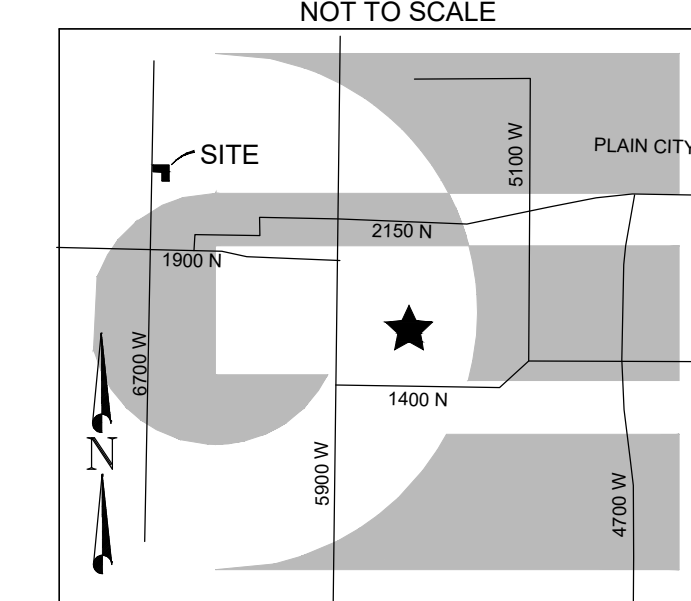 NOT TO SCALE
PLAIN CITY
5100 W
SITE
2150 N
1900 N
6700 W
1400 N
N
5900 W
4700 W